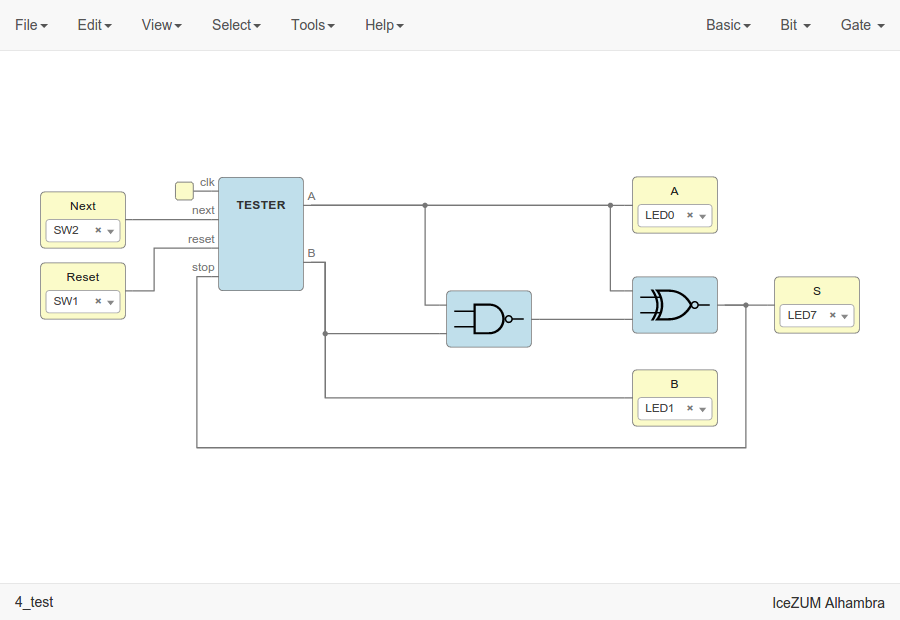 File Edit View Select Tools Help Basic Bit Gate
clk
TESTER
next
reset
stop
A
B
Next
SW2 ×
Reset
SW1 ×
A
LED0 ×
S
LED7 ×
B
LED1 ×
4_test IceZUM Alhambra